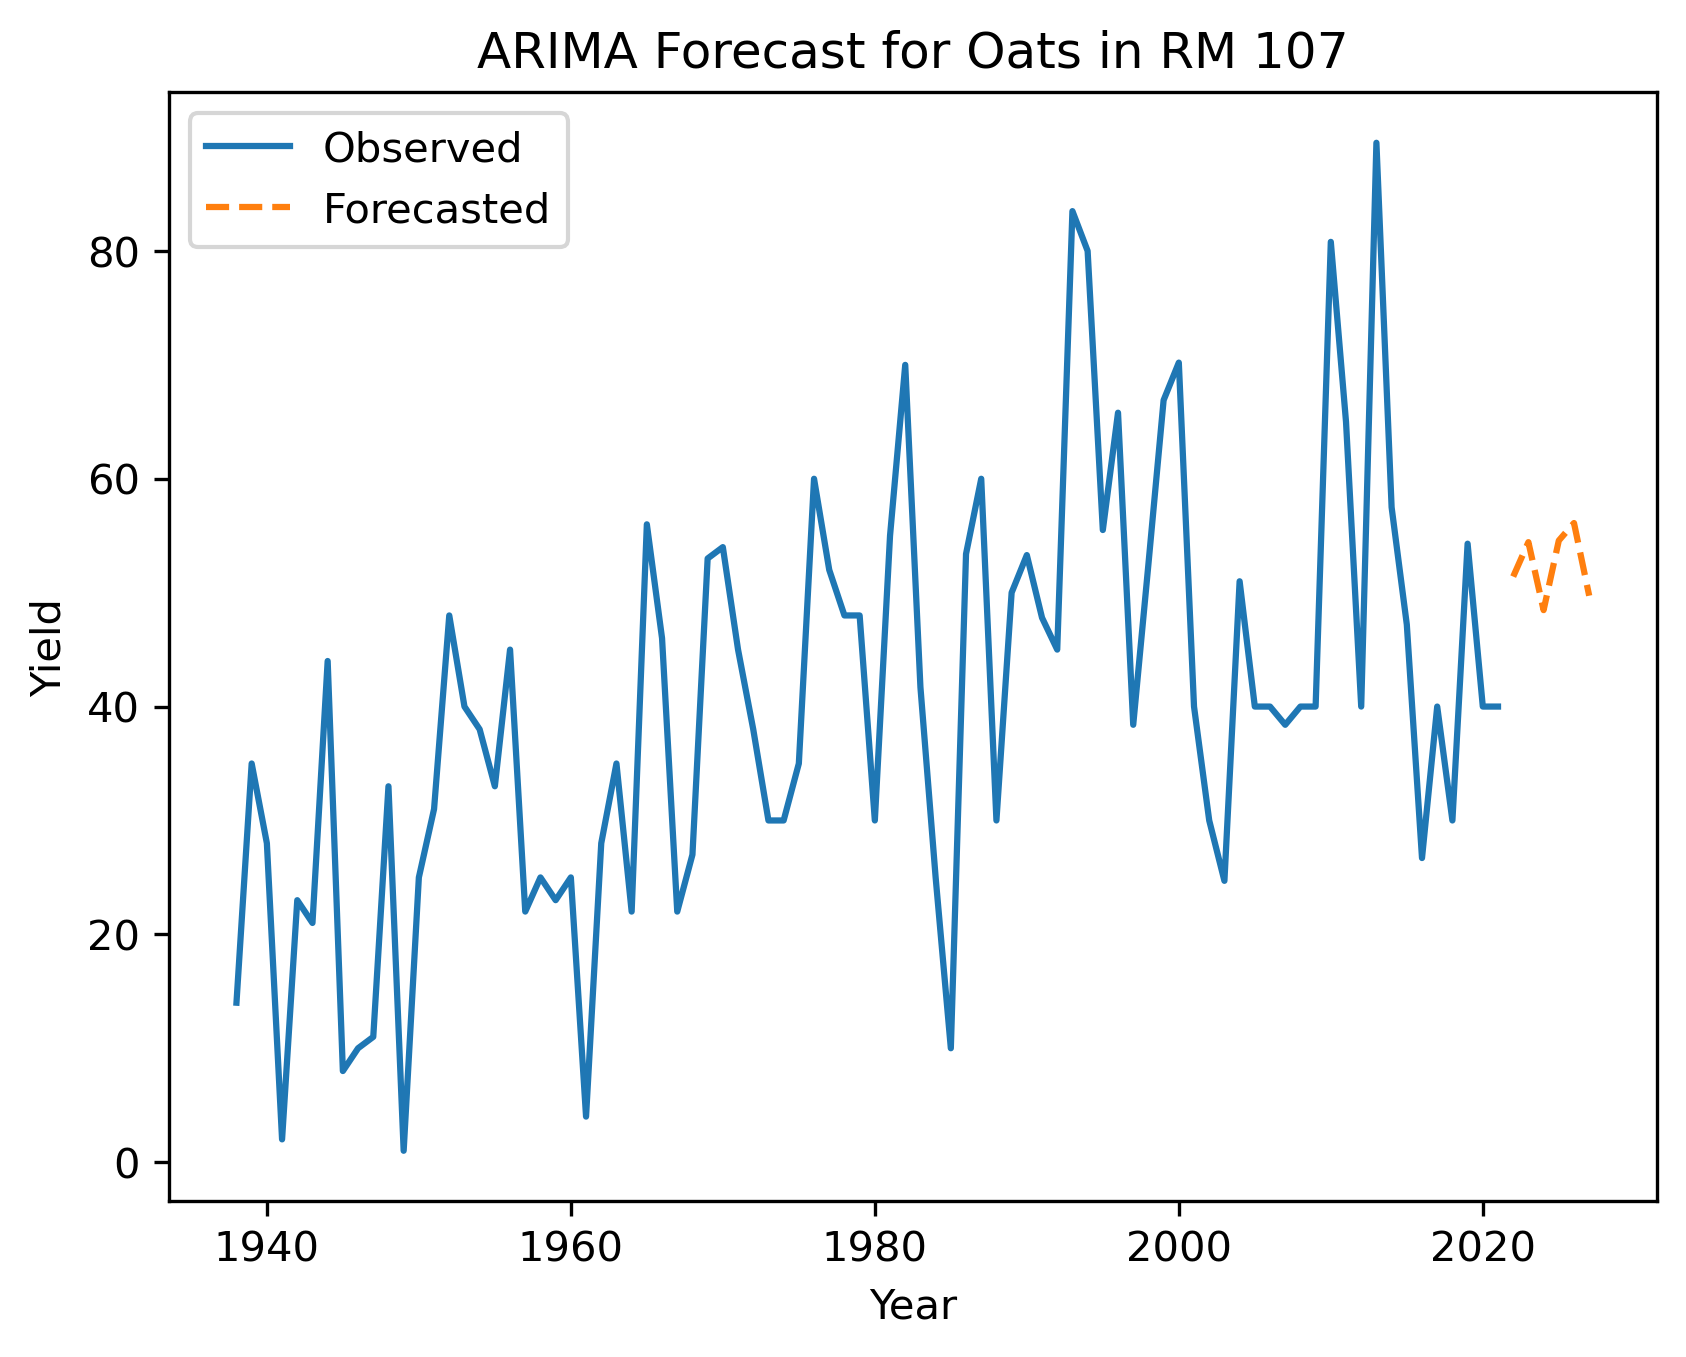 ARIMA Forecast for Oats in RM 107
Observed
Forecasted
80
60
40
20
0
Yield
1940 1960 1980 2000 2020
Year